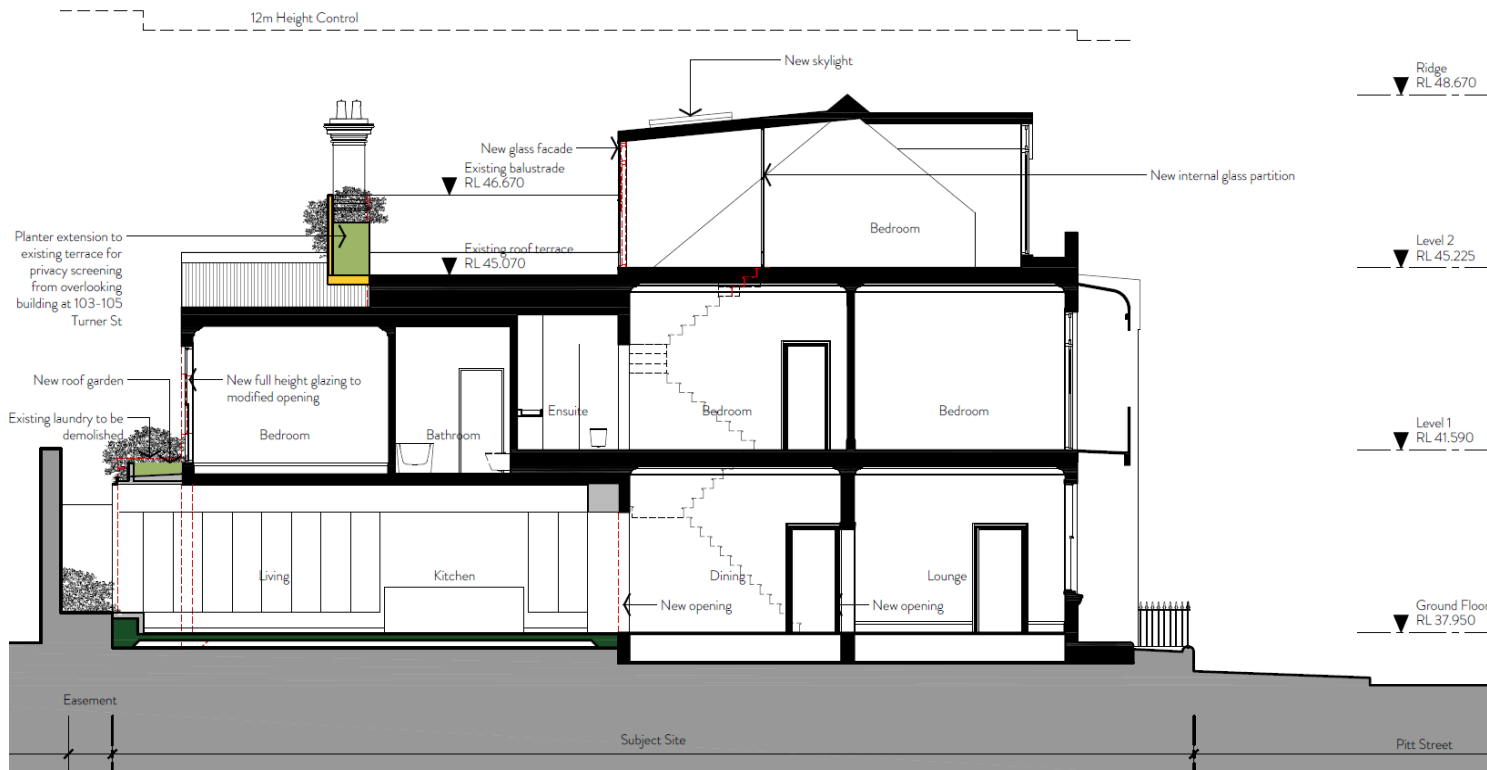 12m Height Control
New skylight
Ridge
RL 48.670
New glass facade
Existing balustrade
RL 46.670
New internal glass partition
Planter extension to
existing terrace for
privacy screening
from overlooking
building at 103-105
Turner St
Bedroom
Existing roof terrace
RL 45.070
Level 2
RL 45.225
New roof garden
New full height glazing to
modified opening
Existing laundry to be
demolished
Bedroom
Bathroom
Ensuite
Bedroom
Bedroom
Level 1
RL 41.590
Living
Kitchen
Dining
Lounge
New opening
New opening
Ground Floor
RL 37.950
Easement
Subject Site
Pitt Street